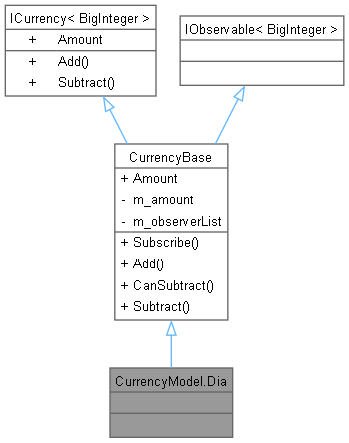 ICurrency< BigInteger >
+ Amount
+ Add()
+ Subtract()
IObservable< BigInteger >
CurrencyBase
+ Amount
- m_amount
- m_observerList
+ Subscribe()
+ Add()
+ CanSubtract()
+ Subtract()
CurrencyModel.Dia